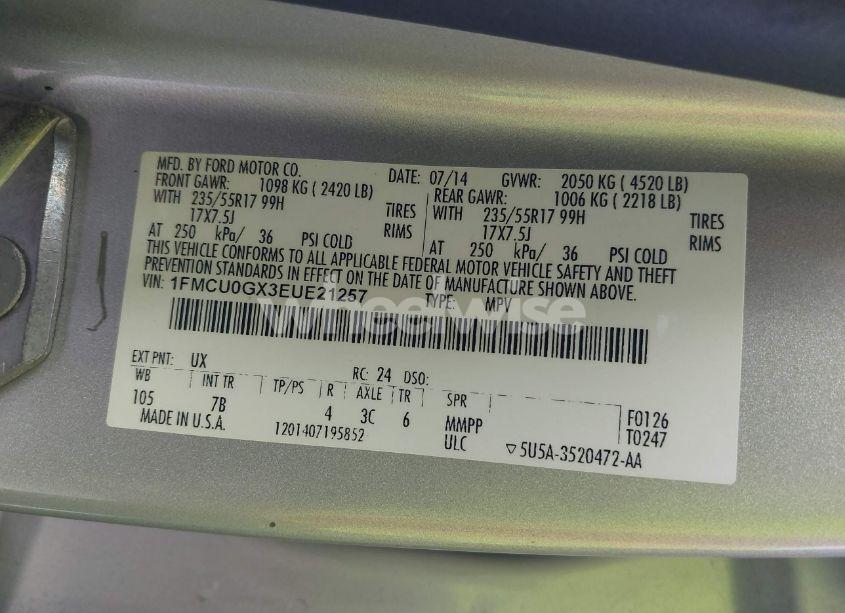 MFD. BY FORD MOTOR CO. DATE: 07/14 GVWR: 2050 KG ( 4520 LB)
FRONT GAWR: 1098 KG ( 2420 LB) REAR GAWR: 1006 KG ( 2218 LB)
WITH 235/55R17 99H TIRES WITH 235/55R17 99H TIRES
17X7.5J RIMS 17X7.5J RIMS
AT 250 kPa/ 36 PSI COLD AT 250 kPa/ 36 PSI COLD
THIS VEHICLE CONFORMS TO ALL APPLICABLE FEDERAL MOTOR VEHICLE SAFETY AND THEFT
PREVENTION STANDARDS IN EFFECT ON THE DATE OF MANUFACTURE SHOWN ABOVE.
VIN: 1FMCU0GX3EUE21257 TYPE: MPV
wheelwise
EXT PNT: UX RC: 24 DSO:
WB INT TR TP/PS R AXLE TR SPR
105 7B 4 3C 6 MMPP F0126
ULC T0247
MADE IN U.S.A. 1201407195852 ▽5U5A-3520472-AA